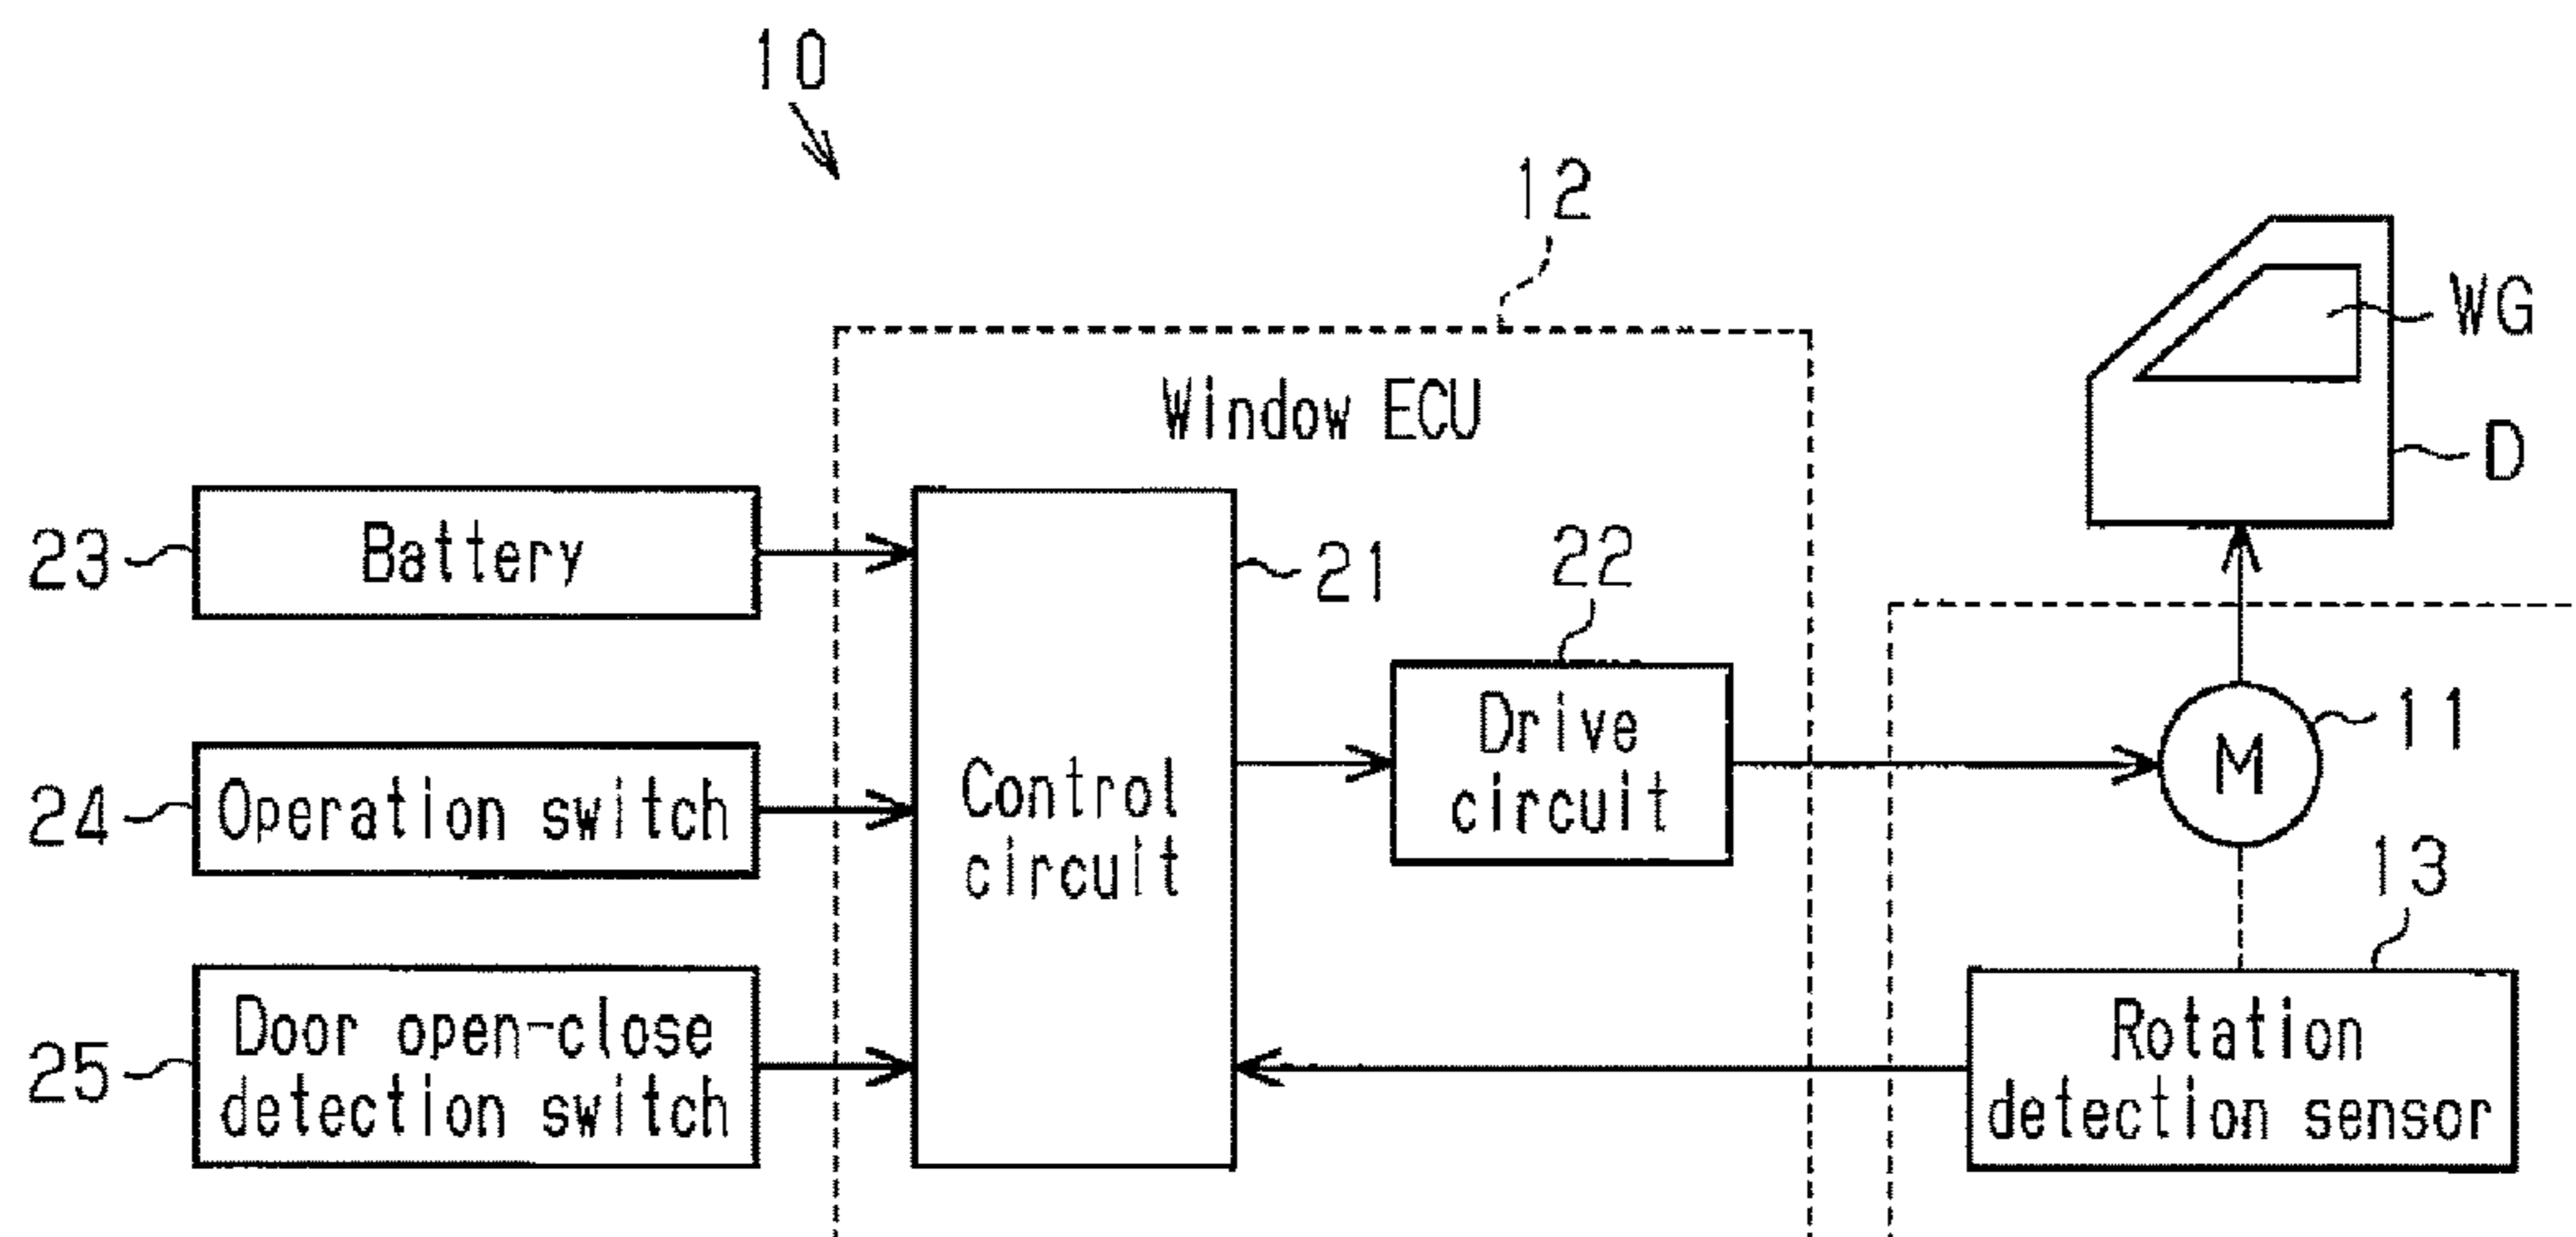 10
12
WG
Window ECU
D
23
Battery
21
22
Drive
circuit
11
M
24
Operation switch
Control
circuit
13
25
Door open-close
detection switch
Rotation
detection sensor